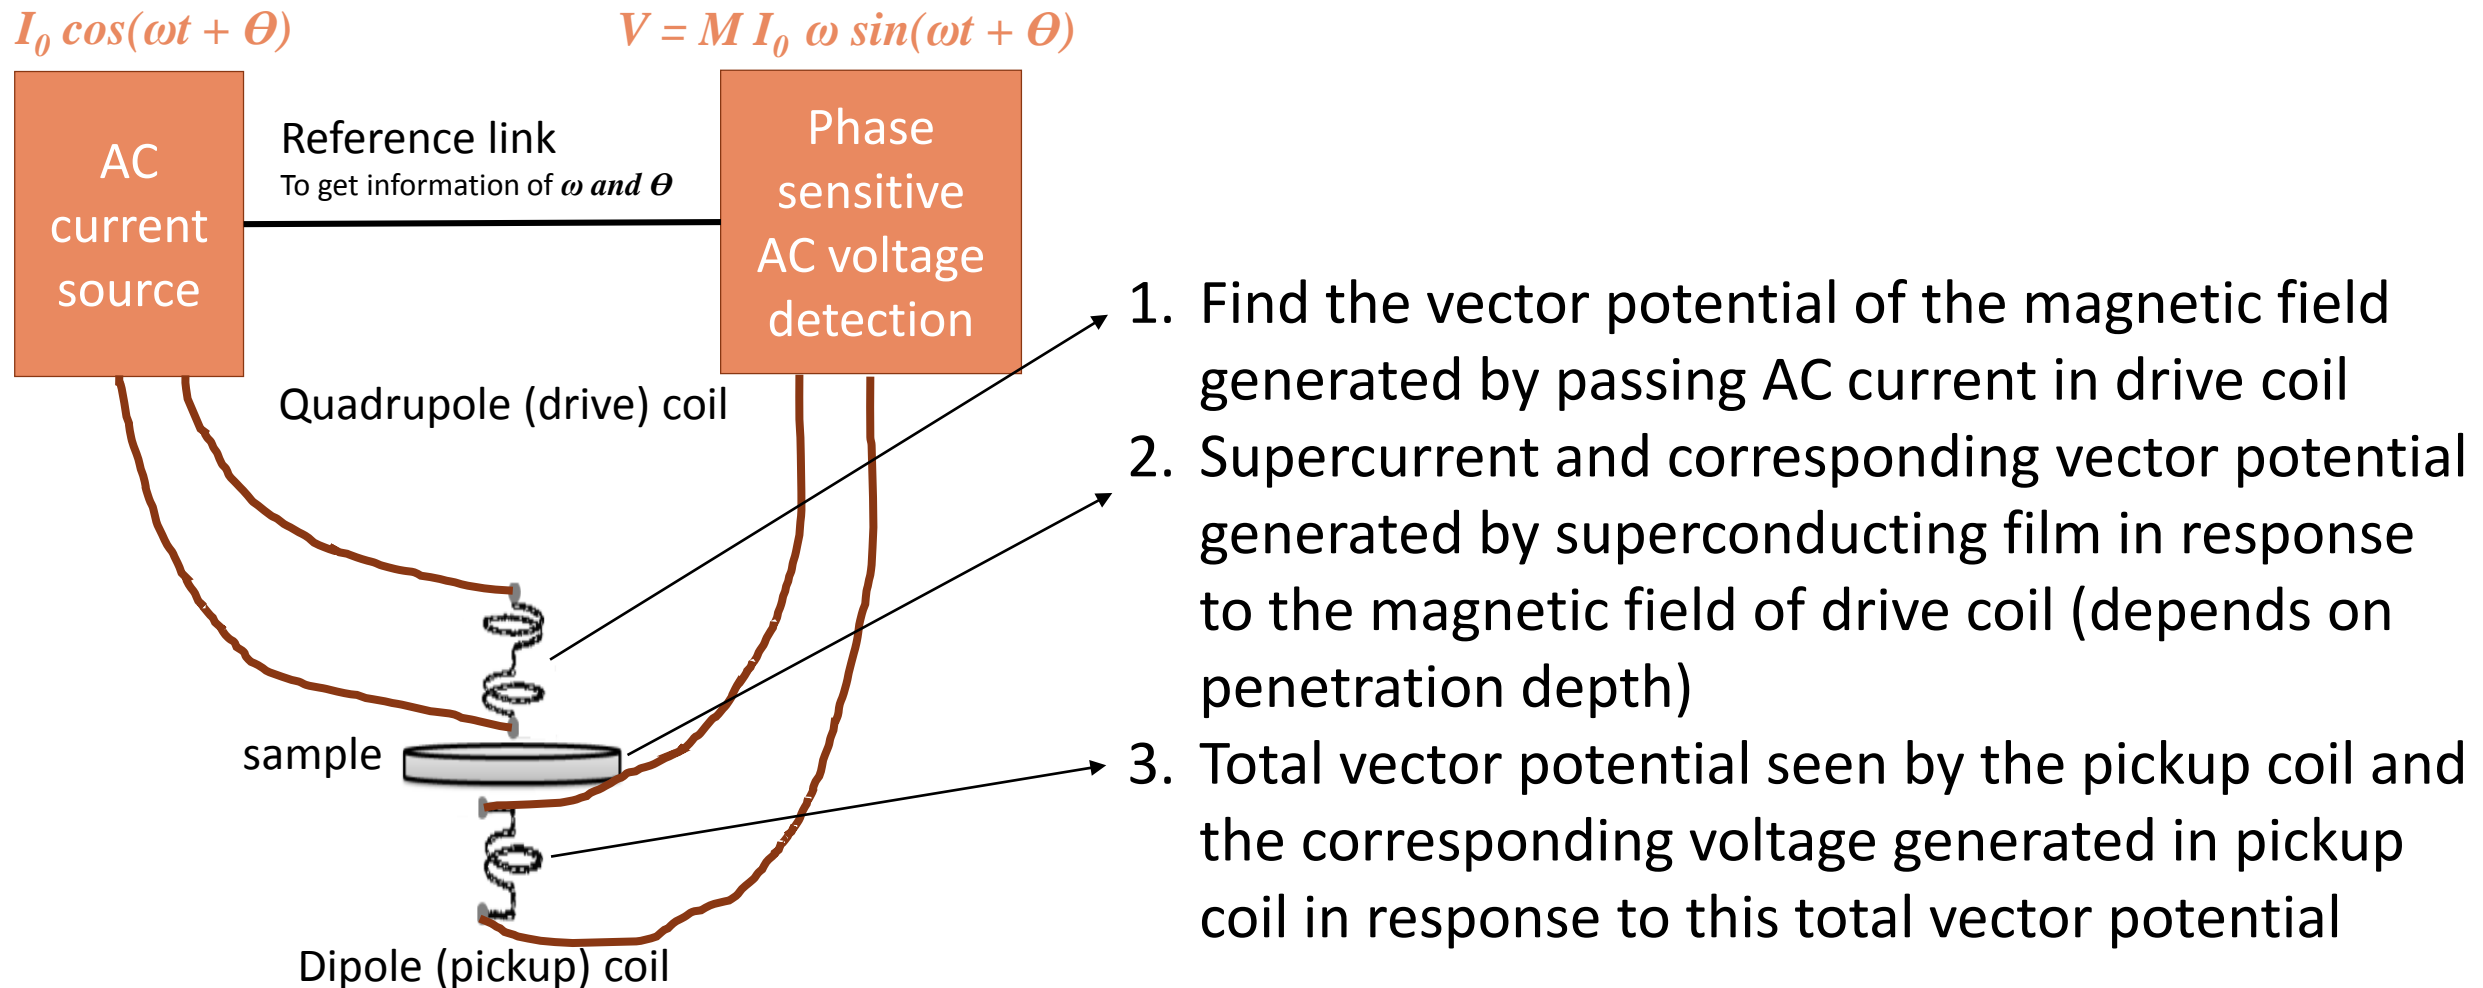 I₀ cos(ωt + Θ)
V = M I₀ ω sin(ωt + Θ)
AC
current
source
Reference link
To get information of ω and Θ
Phase
sensitive
AC voltage
detection
Quadrupole (drive) coil
sample
Dipole (pickup) coil
1. Find the vector potential of the magnetic field
generated by passing AC current in drive coil
2. Supercurrent and corresponding vector potential
generated by superconducting film in response
to the magnetic field of drive coil (depends on
penetration depth)
3. Total vector potential seen by the pickup coil and
the corresponding voltage generated in pickup
coil in response to this total vector potential